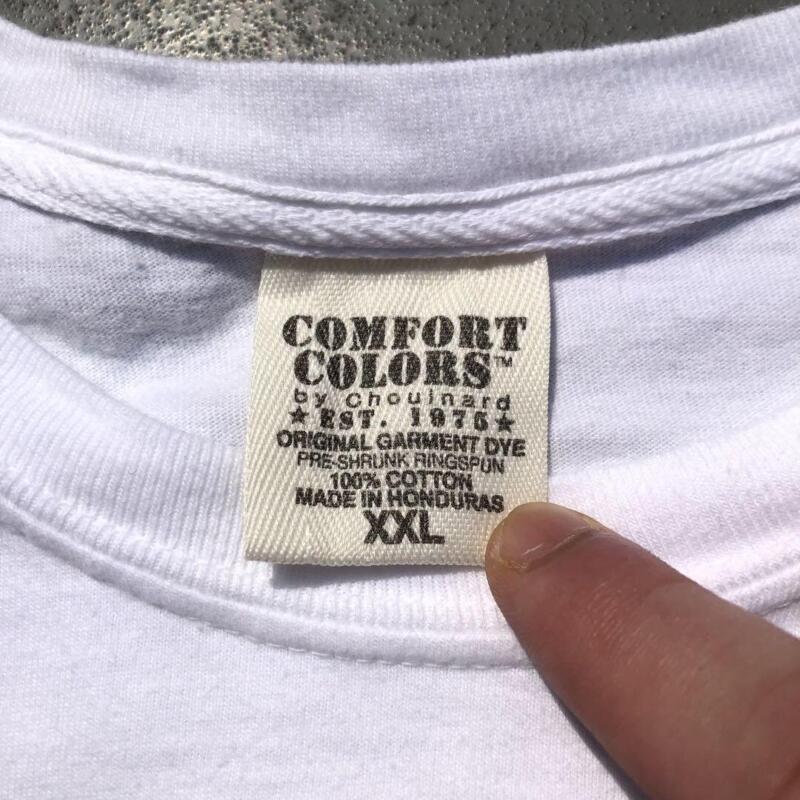 COMFORT
COLORS™
by Chouinard
★ EST. 1975 ★
ORIGINAL GARMENT DYE
PRE-SHRUNK RINGSPUN
100% COTTON
MADE IN HONDURAS
XXL